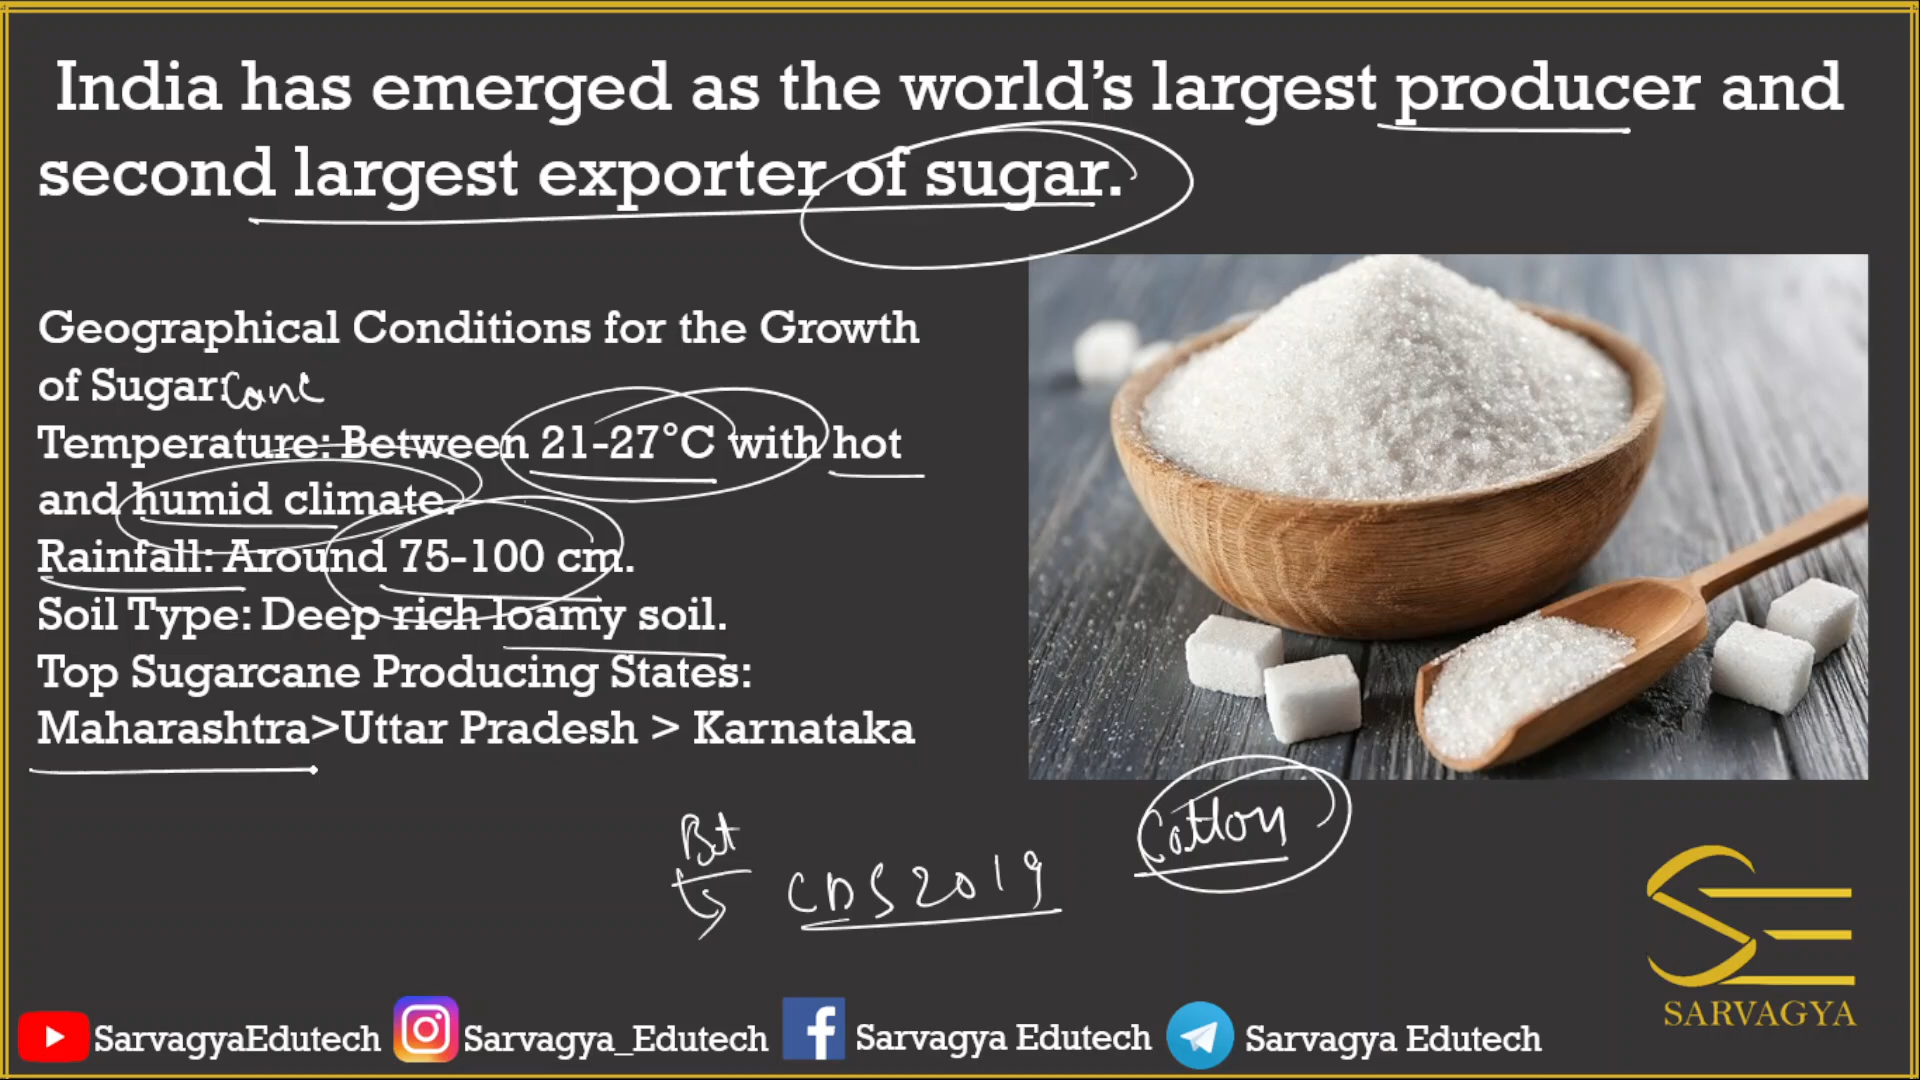 India has emerged as the world's largest producer and
second largest exporter of sugar.
Geographical Conditions for the Growth
of Sugar: Cane
Temperature: Between 21-27°C with hot
and humid climate.
Rainfall: Around 75-100 cm.
Soil Type: Deep rich loamy soil.
Top Sugarcane Producing States:
Maharashtra>Uttar Pradesh > Karnataka
Bt
CDS 2019
Cotton
SARVAGYA
SarvagyaEdutech
Sarvagya_Edutech
Sarvagya Edutech
Sarvagya Edutech